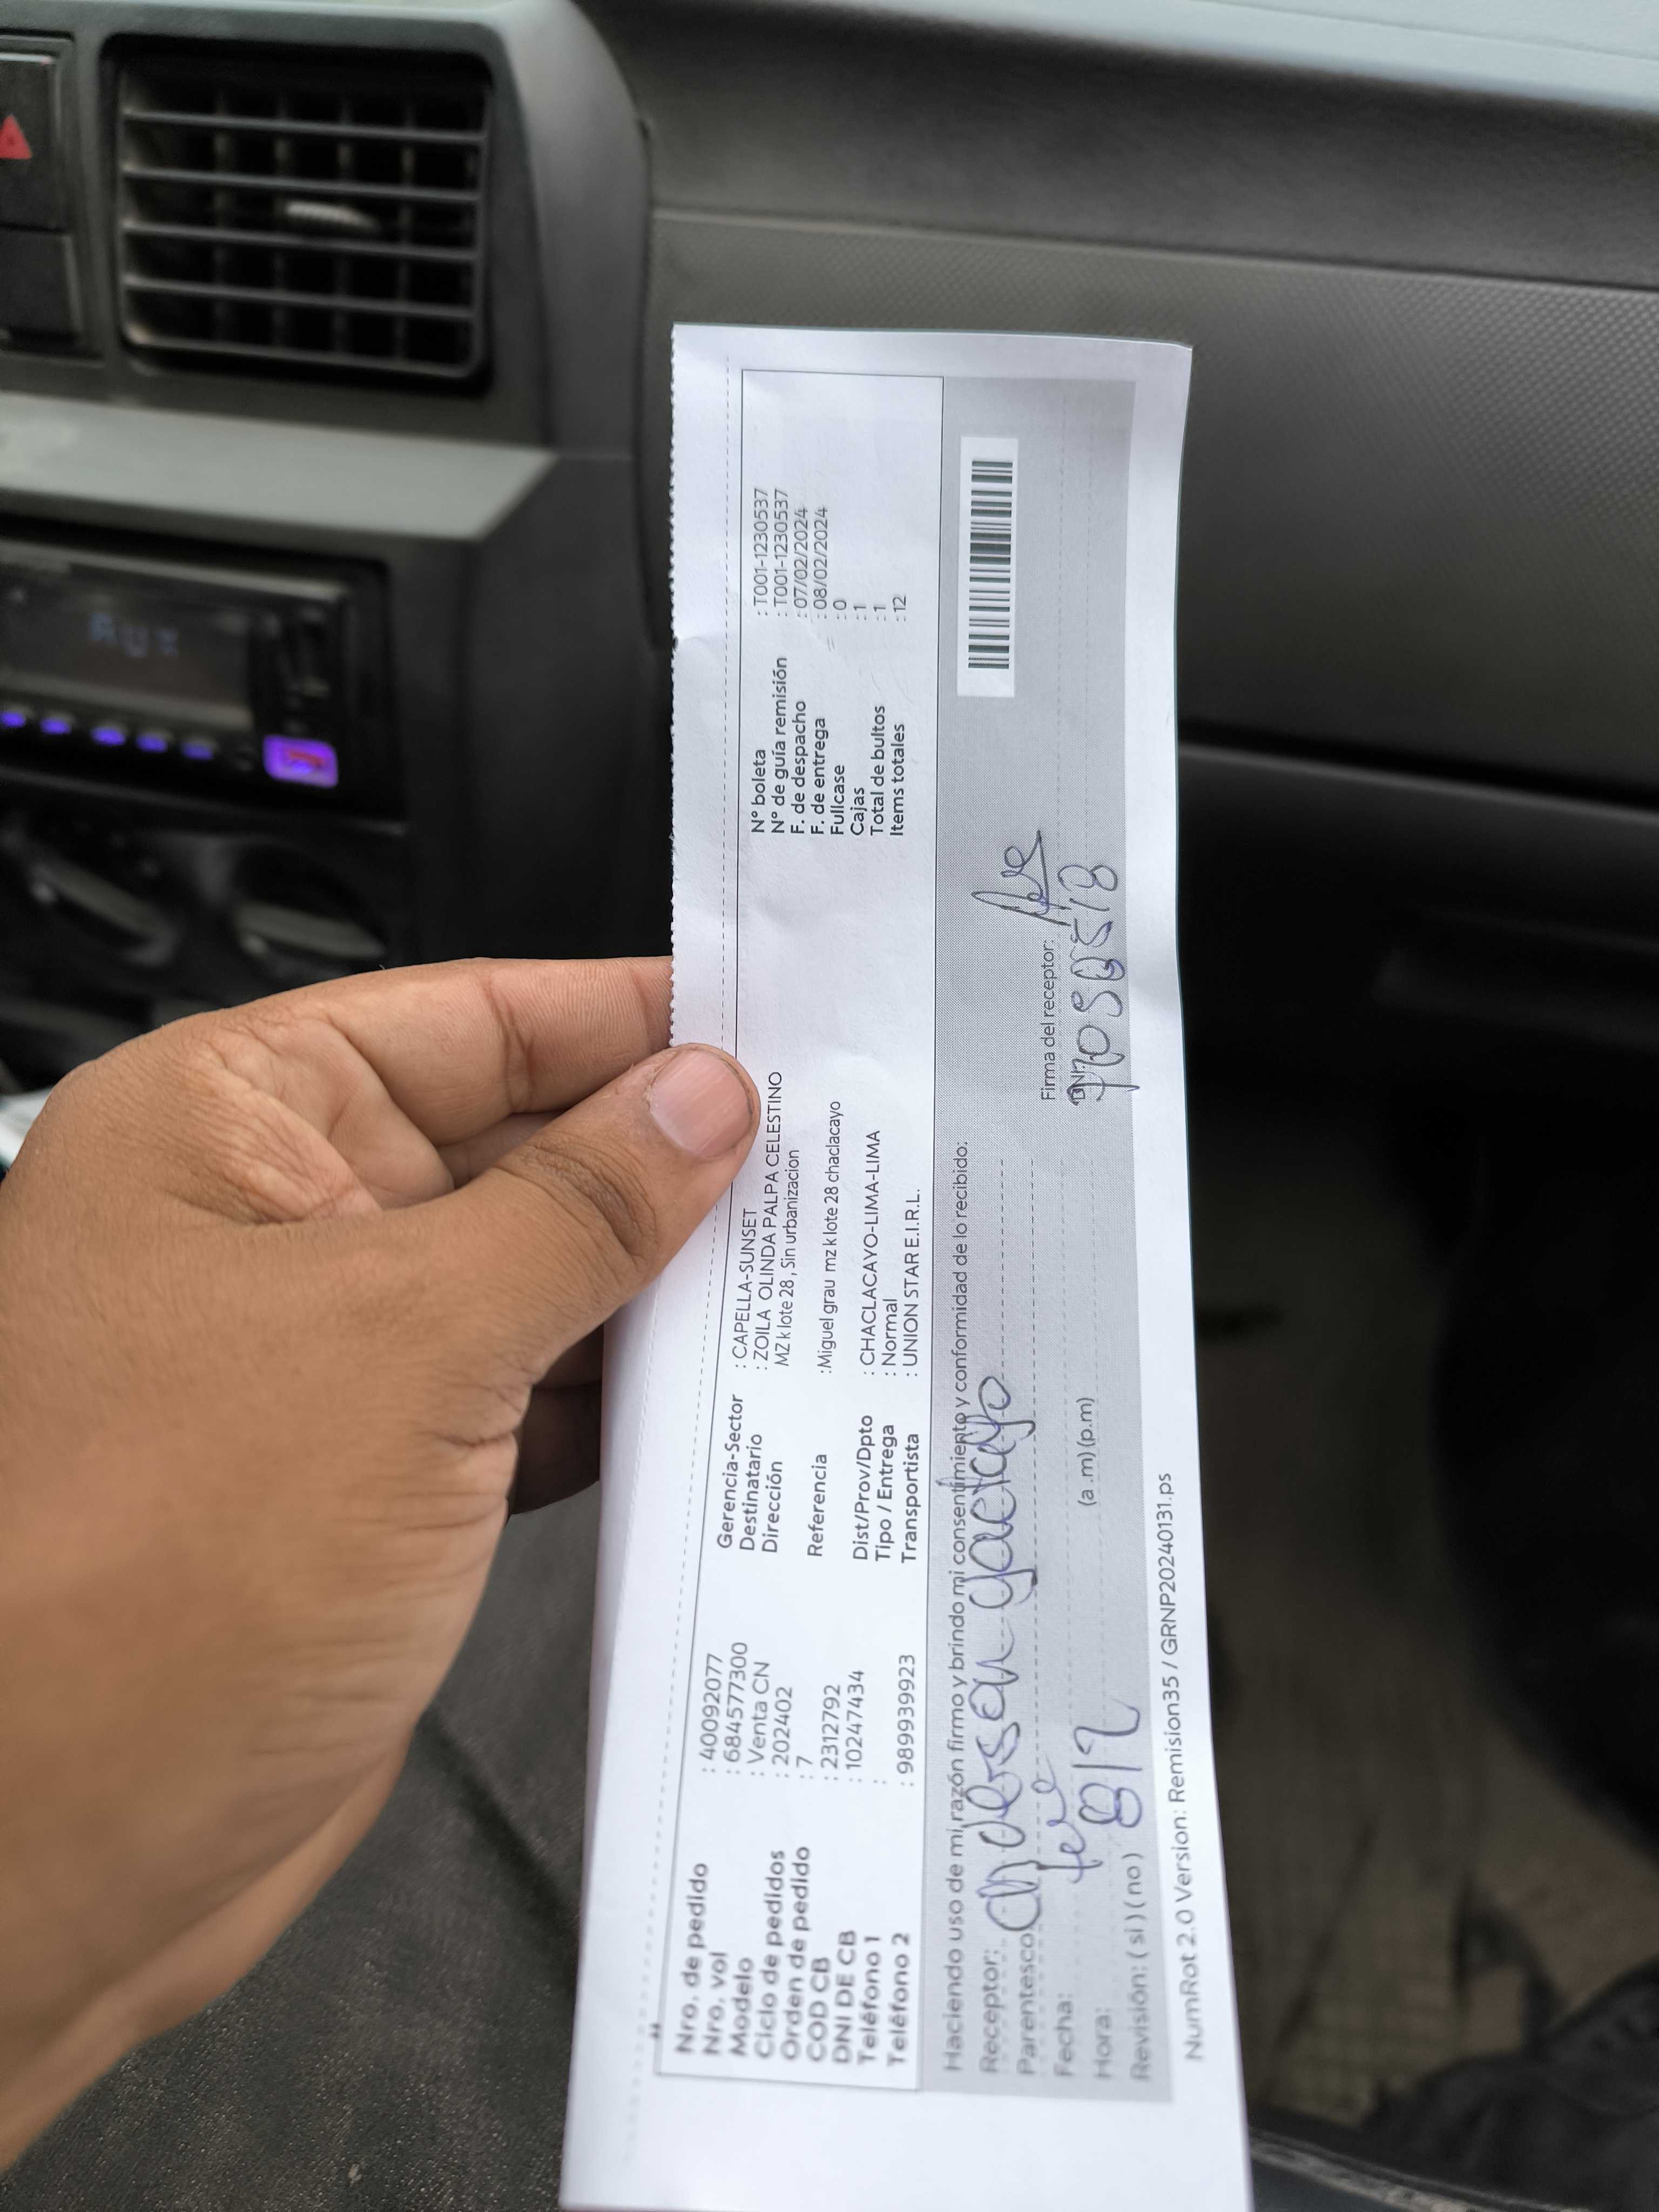 Nro. de pedido : 40092077
Nro. vol : 684577300
Modelo : Venta CN
Ciclo de pedidos : 202402
Orden de pedido : 7
COD CB : 2312792
DNI DE CB : 10247434
Teléfono 1 :
Teléfono 2 : 989939923
Gerencia-Sector : CAPELLA-SUNSET
Destinatario : ZOILA OLINDA PALPA CELESTINO
Dirección MZ k lote 28 , Sin urbanizacion
Referencia :Miguel grau mz k lote 28 chaclacayo
Dist/Prov/Dpto : CHACLACAYO-LIMA-LIMA
Tipo / Entrega : Normal
Transportista : UNION STAR E.I.R.L.
N° boleta : T001-1230537
N° de guía remisión : T001-1230537
F. de despacho : 07/02/2024
F. de entrega : 08/02/2024
Fullcase : 0
Cajas : 1
Total de bultos : 1
Items totales : 12
Haciendo uso de mi razón firmo y brindo mi consentimiento y conformidad de lo recibido:
Receptor: Anderson yactayo
Parentesco
Fecha: 8/2
Hora: (a .m) (p.m)
Revisión: ( si ) ( no )
Firma del receptor:
DNI:
NumRot 2.0 Version: Remision35 / GRNP20240131.ps
AUX